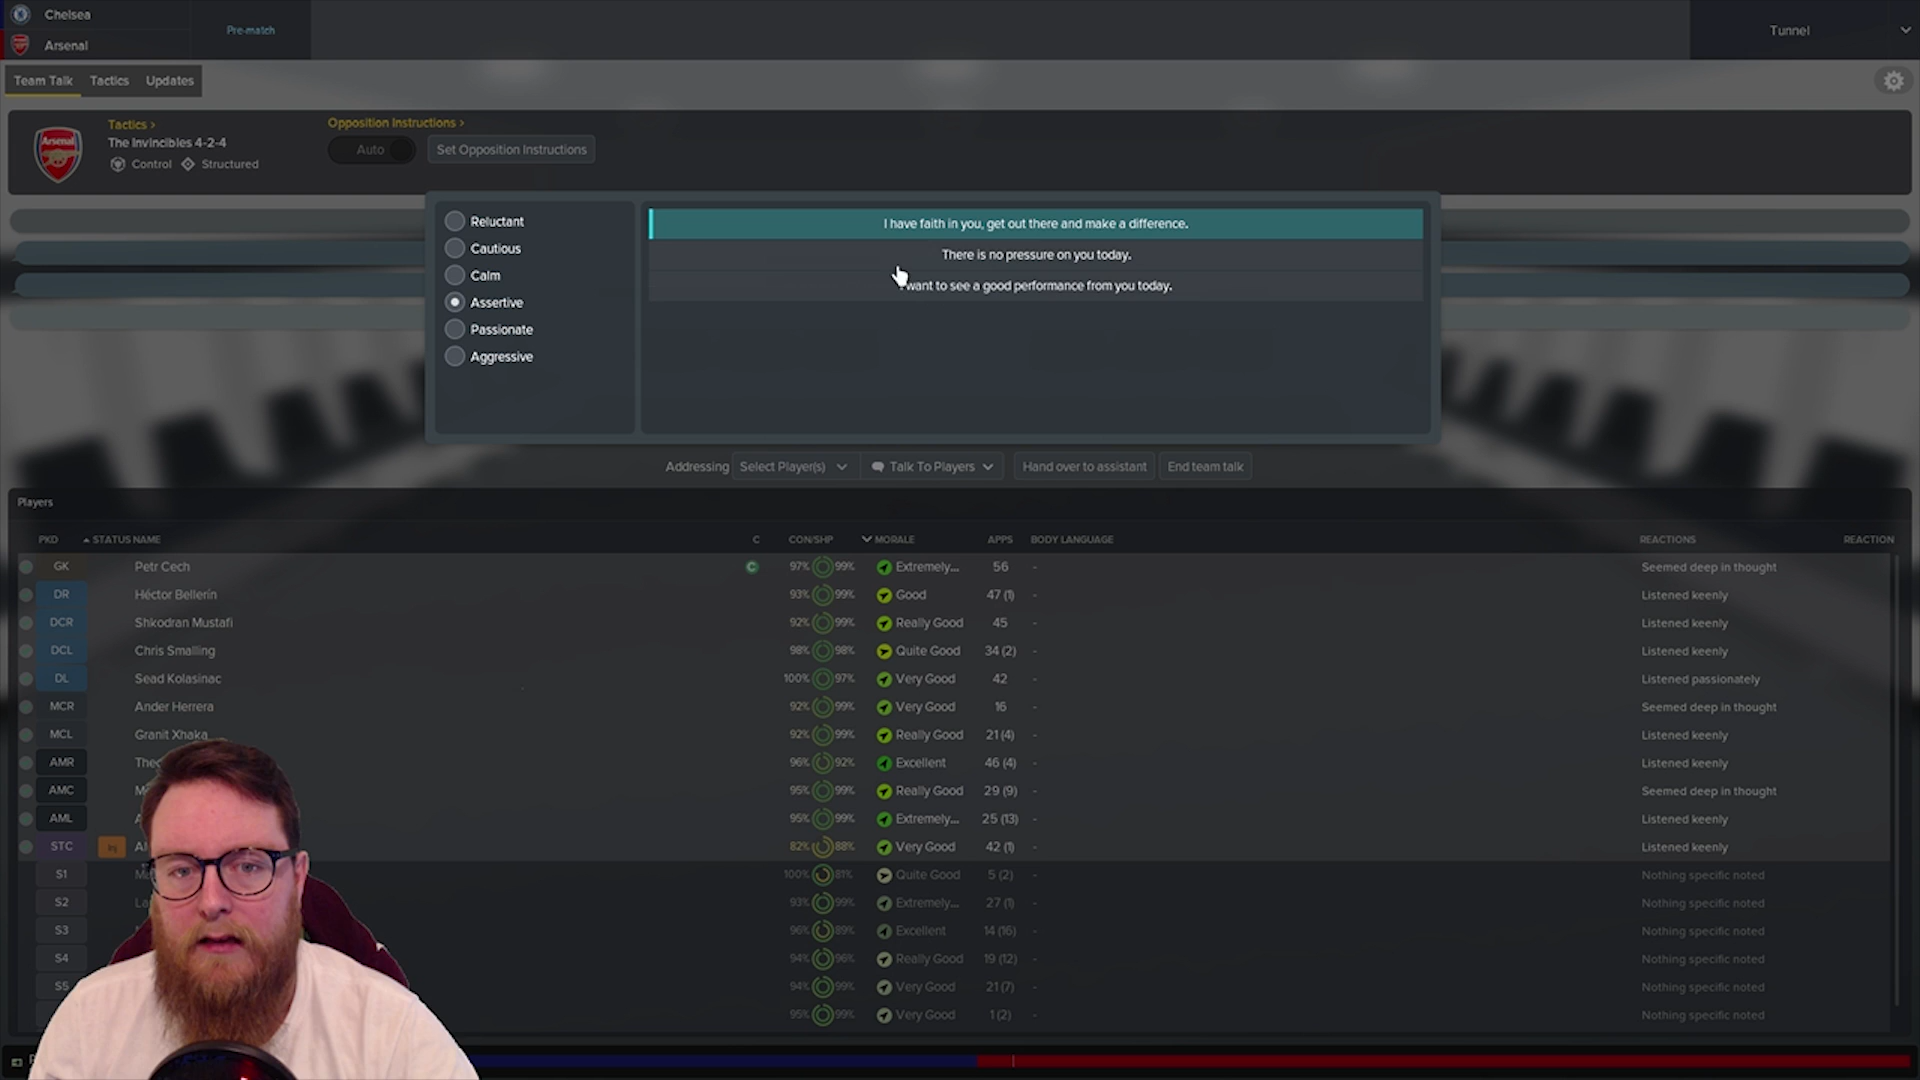 Chelsea
Arsenal
Pre-match
Tunnel
Team Talk Tactics Updates
Arsenal
Tactics >
The Invincibles 4-2-4
Control Structured
Opposition Instructions >
Auto
Set Opposition Instructions
Reluctant
Cautious
Calm
Assertive
Passionate
Aggressive
I have faith in you, get out there and make a difference.
There is no pressure on you today.
want to see a good performance from you today.
Addressing Select Player(s) Talk To Players Hand over to assistant End team talk
Players
PKD STATUS NAME C CON/SHP MORALE APPS BODY LANGUAGE REACTIONS REACTION
GK Petr Cech C 97% 99% Extremely... 56 - Seemed deep in thought
DR Héctor Bellerín 93% 99% Good 47 (1) - Listened keenly
DCR Shkodran Mustafi 92% 99% Really Good 45 - Listened keenly
DCL Chris Smalling 98% 98% Quite Good 34 (2) - Listened keenly
DL Sead Kolasinac 100% 97% Very Good 42 - Listened passionately
MCR Ander Herrera 92% 99% Very Good 16 - Seemed deep in thought
MCL Granit Xhaka 92% 99% Really Good 21 (4) - Listened keenly
AMR 96% 92% Excellent 46 (4) - Listened keenly
AMC 95% 99% Really Good 29 (9) - Seemed deep in thought
AML 95% 99% Extremely... 25 (13) - Listened keenly
STC Inj 82% 88% Very Good 42 (1) - Listened keenly
S1 100% 81% Quite Good 5 (2) - Nothing specific noted
S2 93% 99% Extremely... 27 (1) - Nothing specific noted
S3 96% 89% Excellent 14 (16) - Nothing specific noted
S4 94% 96% Really Good 19 (12) - Nothing specific noted
S5 94% 99% Very Good 21 (7) - Nothing specific noted
95% 99% Very Good 1 (2) - Nothing specific noted